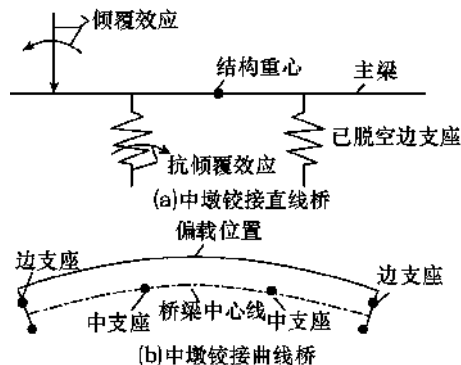 倾覆效应
结构重心
主梁
已脱空边支座
抗倾覆效应
(a)中墩铰接直线桥
偏载位置
边支座
边支座
中支座
桥梁中心线
中支座
(b)中墩铰接曲线桥